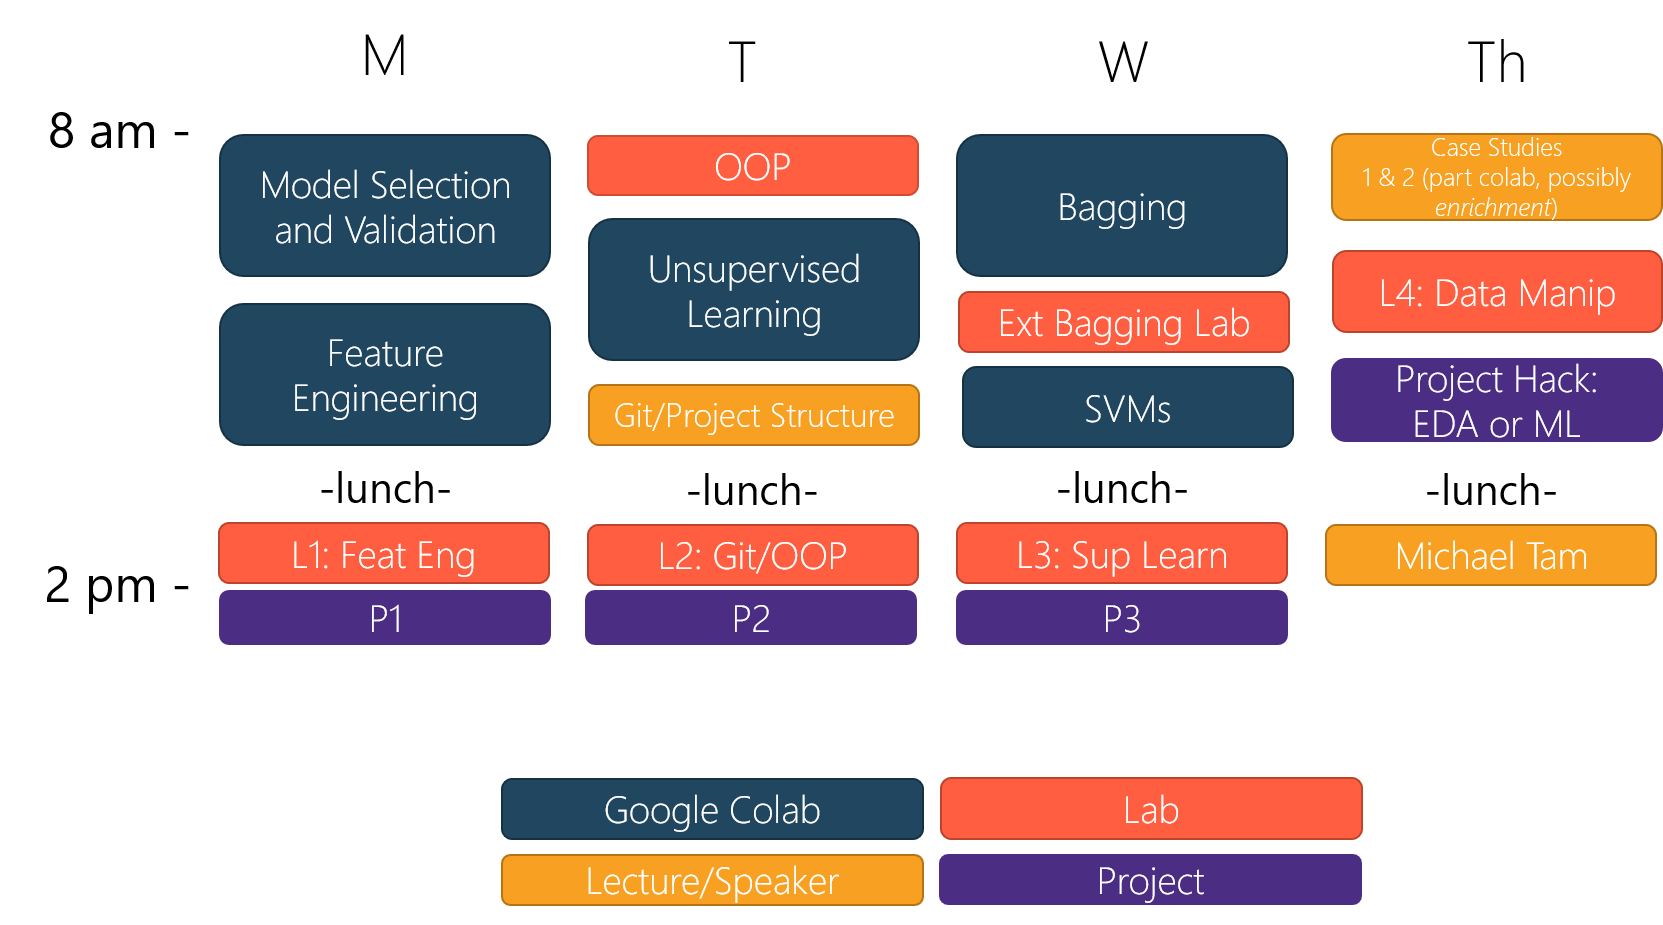 M
T
W
Th
8 am -
Model Selection
and Validation
Feature
Engineering
-lunch-
L1: Feat Eng
2 pm -
P1
OOP
Unsupervised
Learning
Git/Project Structure
-lunch-
L2: Git/OOP
P2
Bagging
Ext Bagging Lab
SVMs
-lunch-
L3: Sup Learn
P3
Case Studies
1 & 2 (part colab, possibly
enrichment)
L4: Data Manip
Project Hack:
EDA or ML
-lunch-
Michael Tam
Google Colab
Lab
Lecture/Speaker
Project